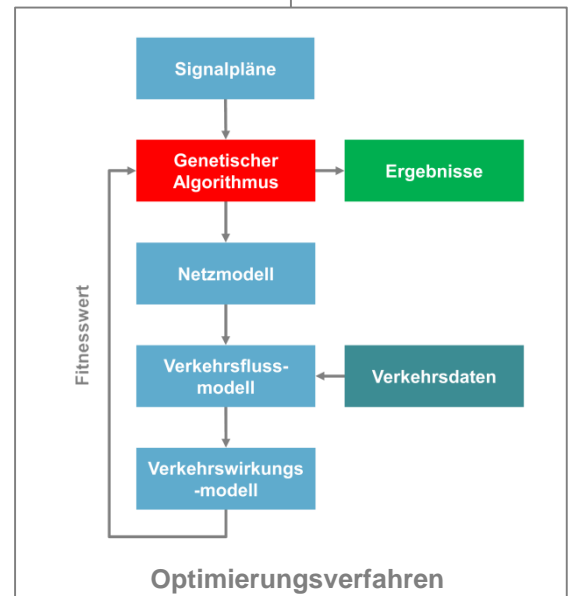 Signalpläne
Genetischer
Algorithmus
Ergebnisse
Netzmodell
Fitnesswert
Verkehrsfluss-
modell
Verkehrsdaten
Verkehrswirkungs
-modell
Optimierungsverfahren